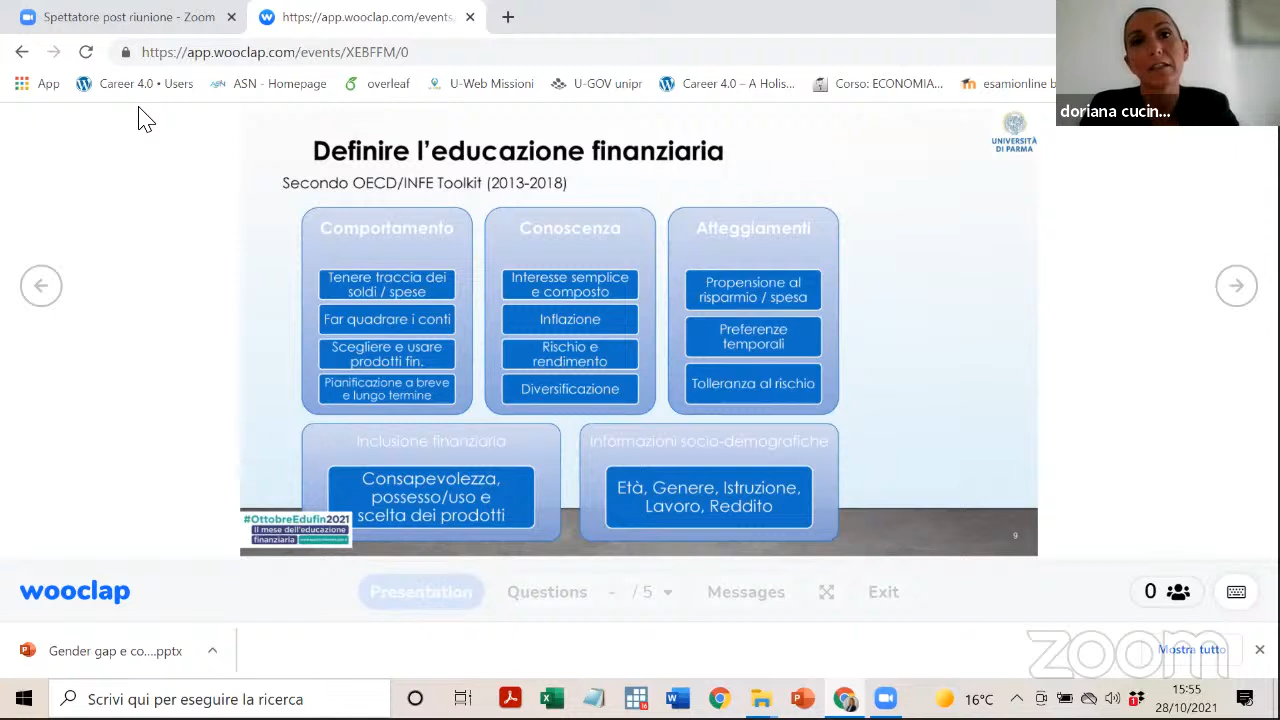 Spettatore post riunione - Zoom
https://app.wooclap.com/events,
https://app.wooclap.com/events/XEBFFM/0
App
Career 4.0 • Users
ASN - Homepage
overleaf
U-Web Missioni
U-GOV unipr
Career 4.0 – A Holis...
Corso: ECONOMIA...
esamionline b
doriana cucin...
UNIVERSITÀ
DI PARMA
Definire l'educazione finanziaria
Secondo OECD/INFE Toolkit (2013-2018)
Comportamento
Tenere traccia dei
soldi / spese
Far quadrare i conti
Scegliere e usare
prodotti fin.
Pianificazione a breve
e lungo termine
Conoscenza
Interesse semplice
e composto
Inflazione
Rischio e
rendimento
Diversificazione
Atteggiamenti
Propensione al
risparmio / spesa
Preferenze
temporali
Tolleranza al rischio
Inclusione finanziaria
Consapevolezza,
possesso/uso e
scelta dei prodotti
Informazioni socio-demografiche
Età, Genere, Istruzione,
Lavoro, Reddito
#OttobreEdufin2021
Il mese dell'educazione
finanziaria
9
wooclap
Presentation
Questions
- / 5
Messages
Exit
0
Gender gap e co....pptx
Mostra tutto
zoom
Scrivi qui per eseguire la ricerca
16°C
15:55
28/10/2021